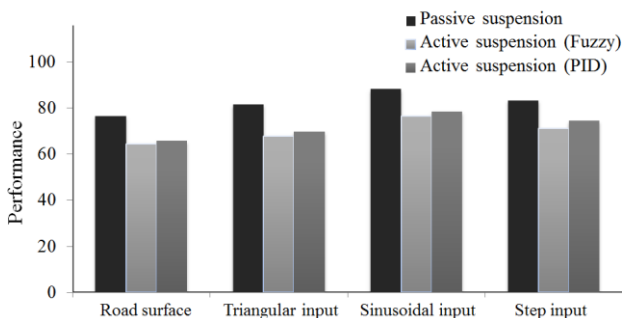 Passive suspension
Active suspension (Fuzzy)
Active suspension (PID)
100
80
60
40
20
0
Performance
Road surface
Triangular input
Sinusoidal input
Step input